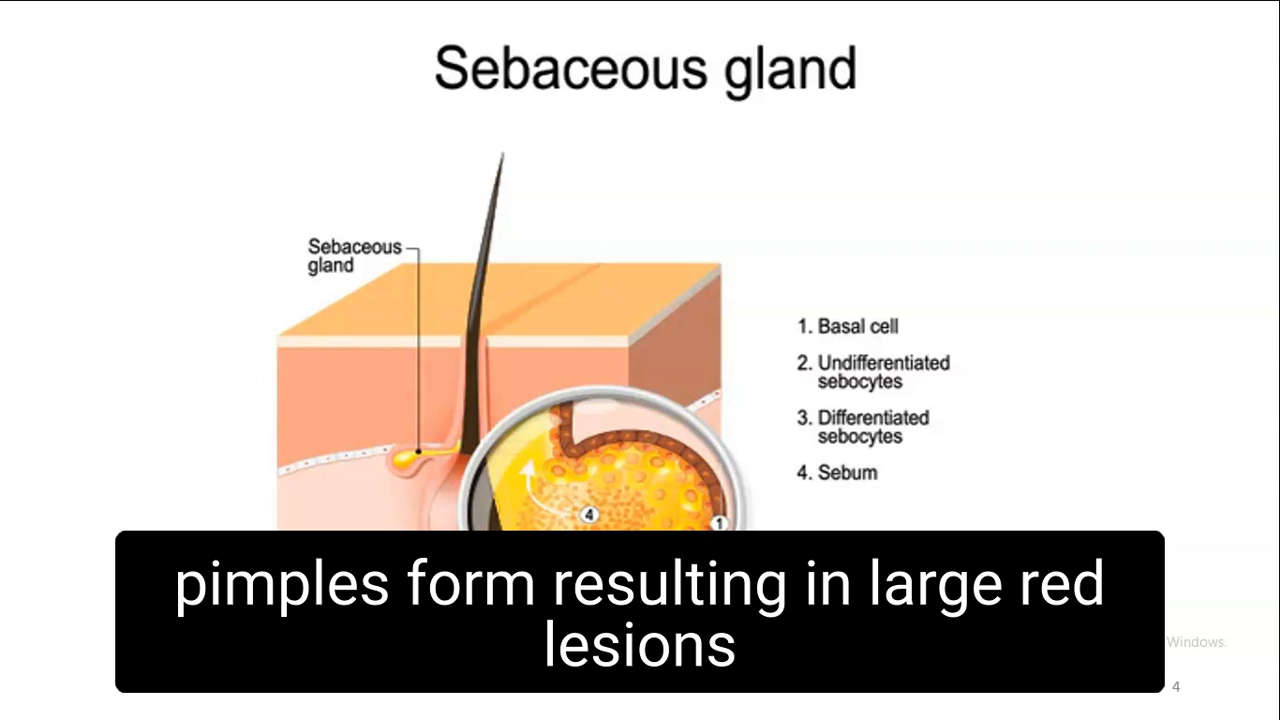 Sebaceous gland
Sebaceous
gland
1. Basal cell
2. Undifferentiated
sebocytes
3. Differentiated
sebocytes
4. Sebum
4
1
pimples form resulting in large red
lesions
Windows.
4